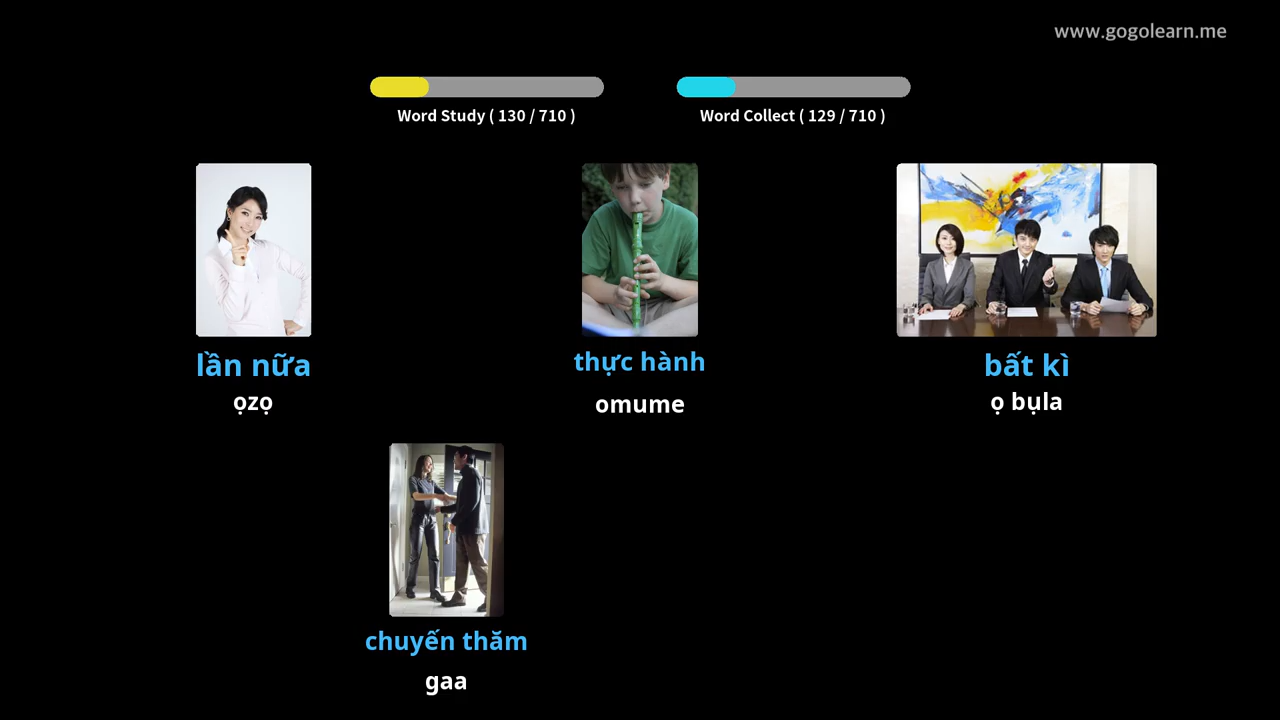 www.gogolearn.me
Word Study ( 130 / 710 )
Word Collect ( 129 / 710 )
lần nữa
ọzọ
thực hành
omume
bất kì
ọ bụla
chuyến thăm
gaa